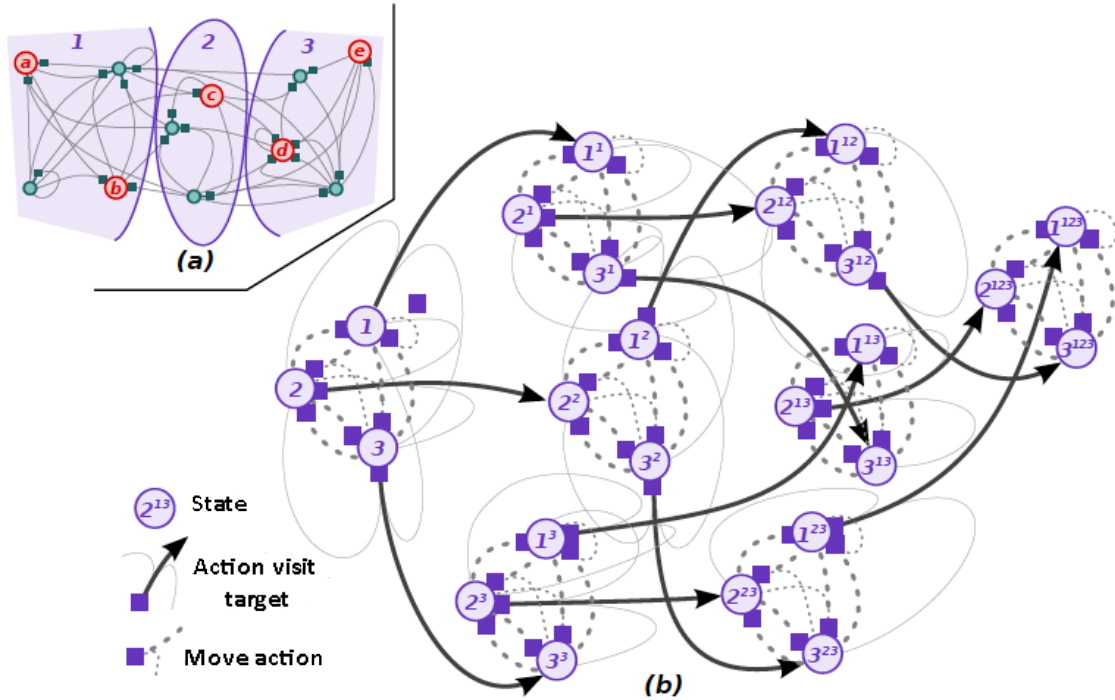 1
2
3
a
e
c
d
b
(a)
1¹
1¹²
2¹
2¹²
1¹²³
3¹
3¹²
2¹²³
1
1²
1¹³
3¹²³
2
2²
2¹³
3
3²
3¹³
2¹³ State
1³
1²³
Action visit
target
2³
2²³
Move action
3³
3²³
(b)